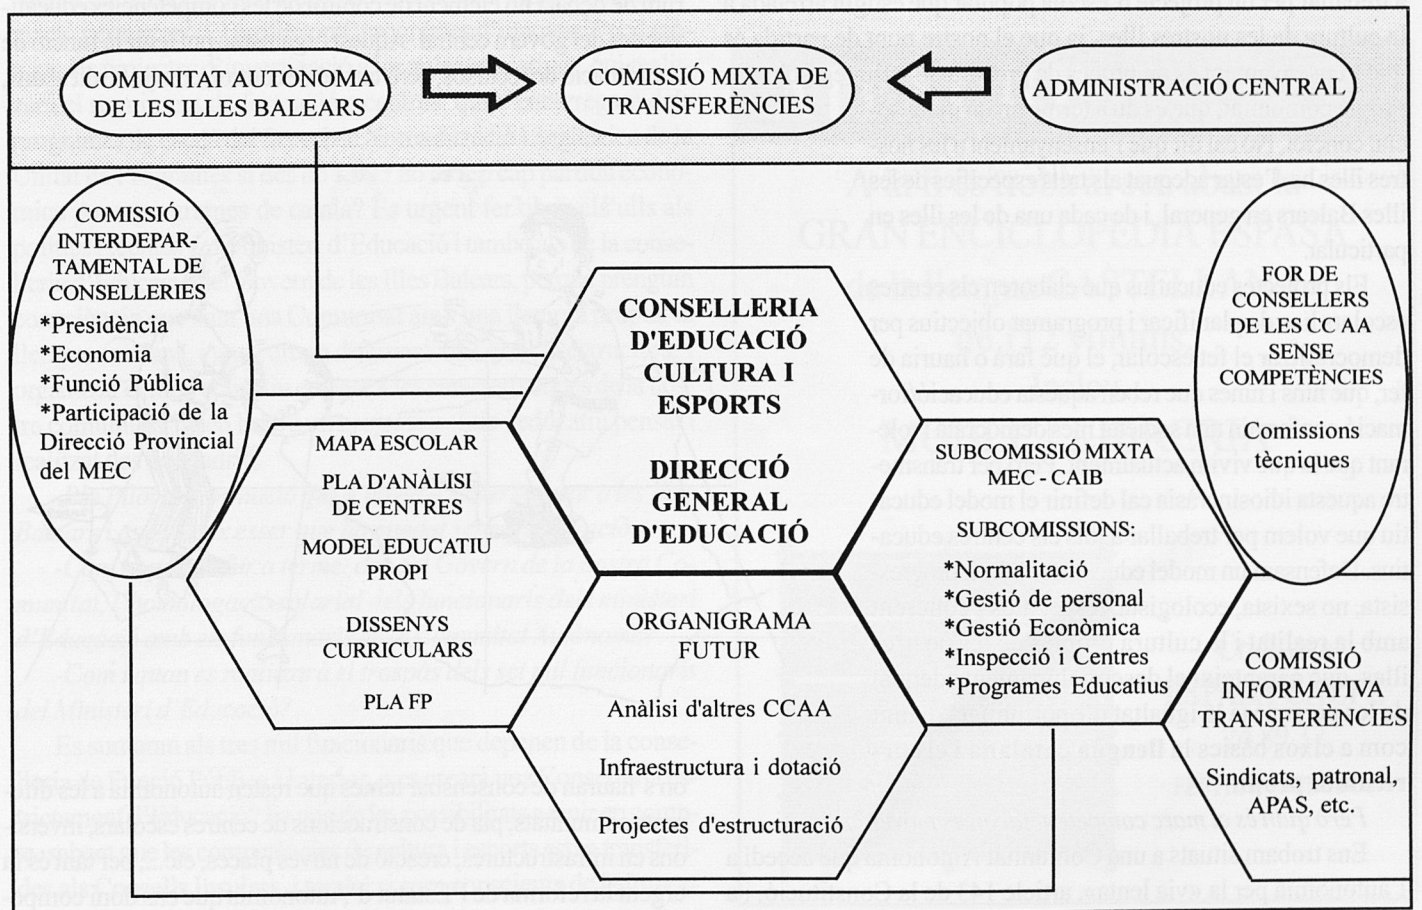 COMUNITAT AUTÒNOMA
DE LES ILLES BALEARS
COMISSIÓ MIXTA DE
TRANSFERÈNCIES
ADMINISTRACIÓ CENTRAL
COMISSIÓ
INTERDEPAR-
TAMENTAL DE
CONSELLERIES
*Presidència
*Economia
*Funció Pública
*Participació de la
Direcció Provincial
del MEC
MAPA ESCOLAR
PLA D'ANÀLISI
DE CENTRES
MODEL EDUCATIU
PROPI
DISSENYS
CURRICULARS
PLA FP
CONSELLERIA
D'EDUCACIÓ
CULTURA I
ESPORTS
DIRECCIÓ
GENERAL
D'EDUCACIÓ
ORGANIGRAMA
FUTUR
Anàlisi d'altres CCAA
Infraestructura i dotació
Projectes d'estructuració
SUBCOMISSIÓ MIXTA
MEC - CAIB
SUBCOMISSIONS:
*Normalització
*Gestió de personal
*Gestió Econòmica
*Inspecció i Centres
*Programes Educatius
FOR DE
CONSELLERS
DE LES CCAA
SENSE
COMPETÈNCIES
Comissions
tècniques
COMISSIÓ
INFORMATIVA
TRANSFERÈNCIES
Sindicats, patronal,
APAS, etc.